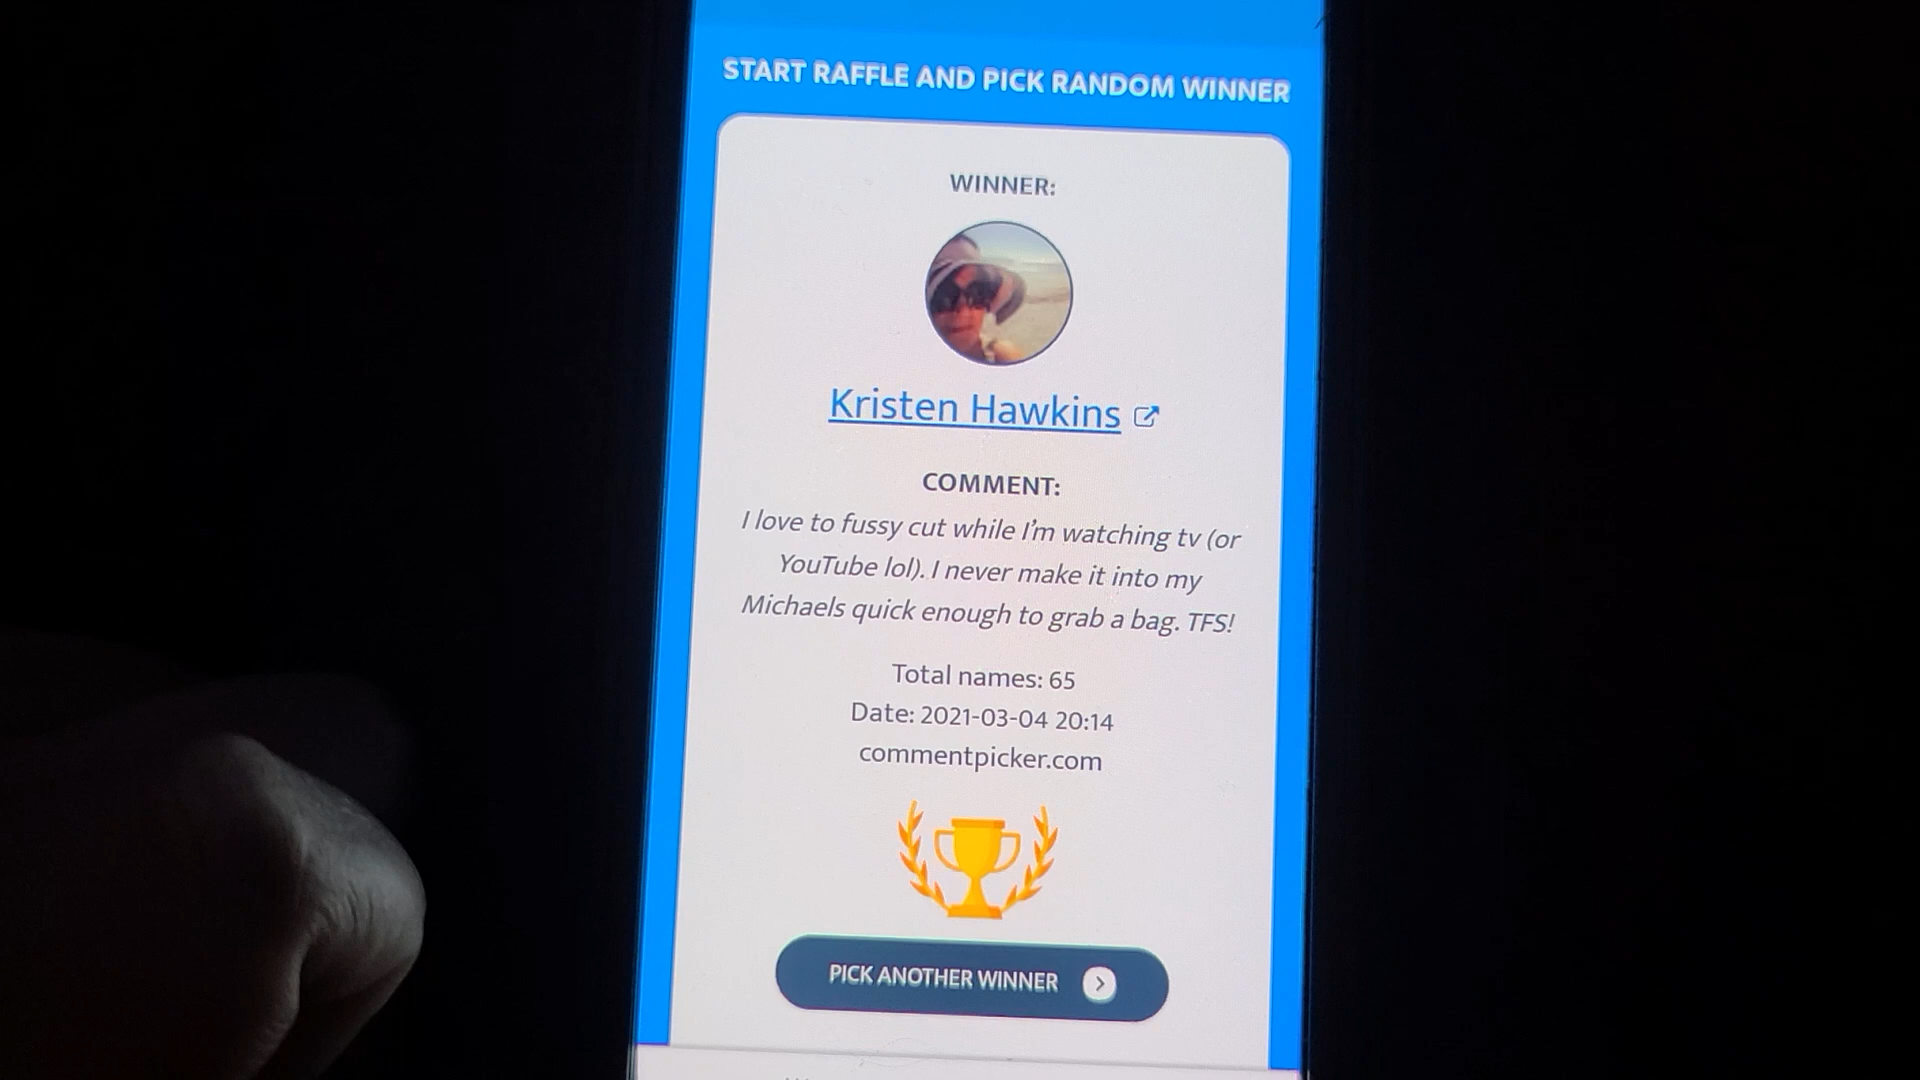 START RAFFLE AND PICK RANDOM WINNER
WINNER:
Kristen Hawkins
COMMENT:
I love to fussy cut while I'm watching tv (or
YouTube lol). I never make it into my
Michaels quick enough to grab a bag. TFS!
Total names: 65
Date: 2021-03-04 20:14
commentpicker.com
PICK ANOTHER WINNER